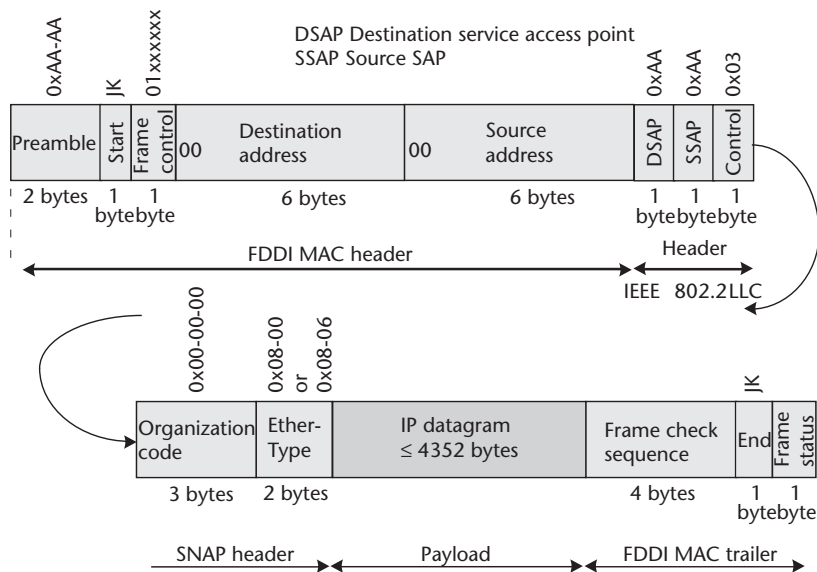 DSAP Destination service access point
SSAP Source SAP
0xAA-AA
JK
01xxxxxx
0xAA
0xAA
0x03
Preamble
Start
Frame
control
00
Destination
address
00
Source
address
DSAP
SSAP
Control
2 bytes
1
byte
1
byte
6 bytes
6 bytes
1
byte
1
byte
1
byte
FDDI MAC header
Header
IEEE 802.2LLC
0x00-00-00
0x08-00
or
0x08-06
JK
Organization
code
Ether-
Type
IP datagram
≤ 4352 bytes
Frame check
sequence
End
Frame
status
3 bytes
2 bytes
4 bytes
1
byte
1
byte
SNAP header
Payload
FDDI MAC trailer